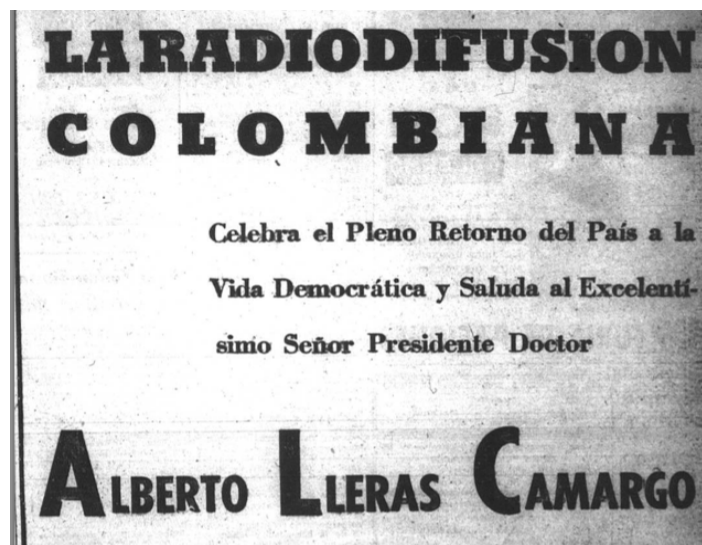 LA RADIODIFUSION
COLOMBIANA
Celebra el Pleno Retorno del País a la
Vida Democrática y Saluda al Excelentí-
simo Señor Presidente Doctor
ALBERTO LLERAS CAMARGO